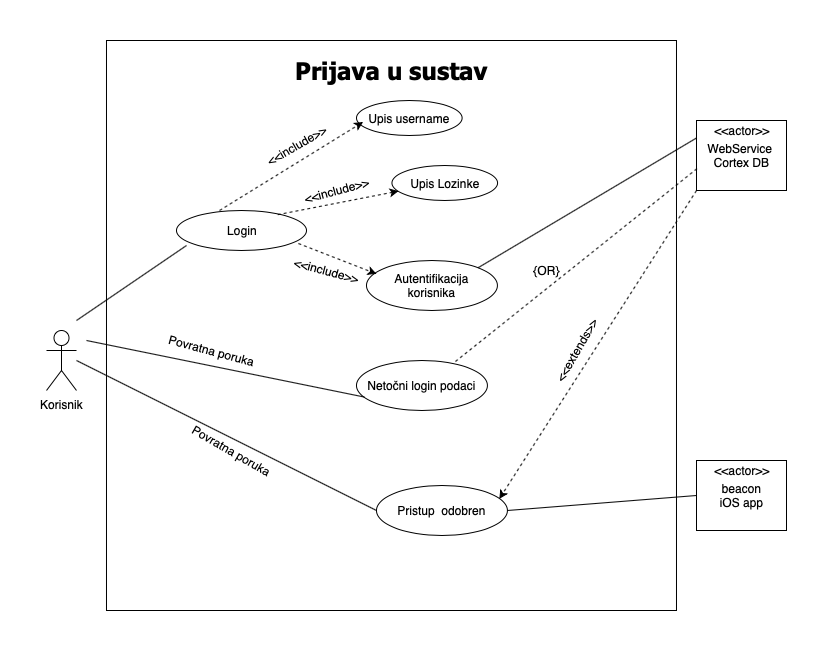 Prijava u sustav
Upis username
<<include>>
<<actor>>
WebService
Cortex DB
<<include>>
Upis Lozinke
Login
<<include>>
Autentifikacija
korisnika
{OR}
Povratna poruka
<<extends>>
Netočni login podaci
Korisnik
Povratna poruka
<<actor>>
beacon
iOS app
Pristup  odobren